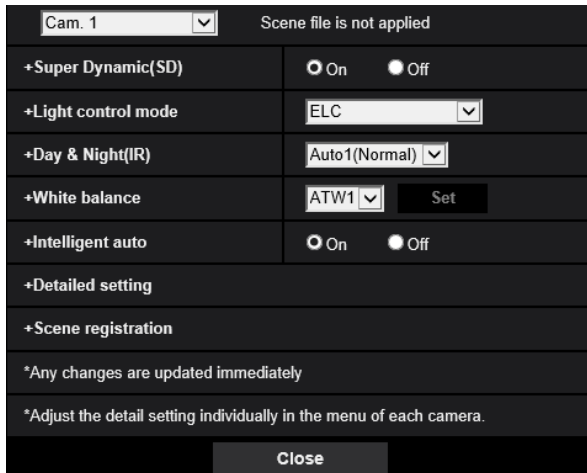 Cam. 1 Scene file is not applied
+Super Dynamic(SD) On Off
+Light control mode ELC
+Day & Night(IR) Auto1(Normal)
+White balance ATW1 Set
+Intelligent auto On Off
+Detailed setting
+Scene registration
*Any changes are updated immediately
*Adjust the detail setting individually in the menu of each camera.
Close